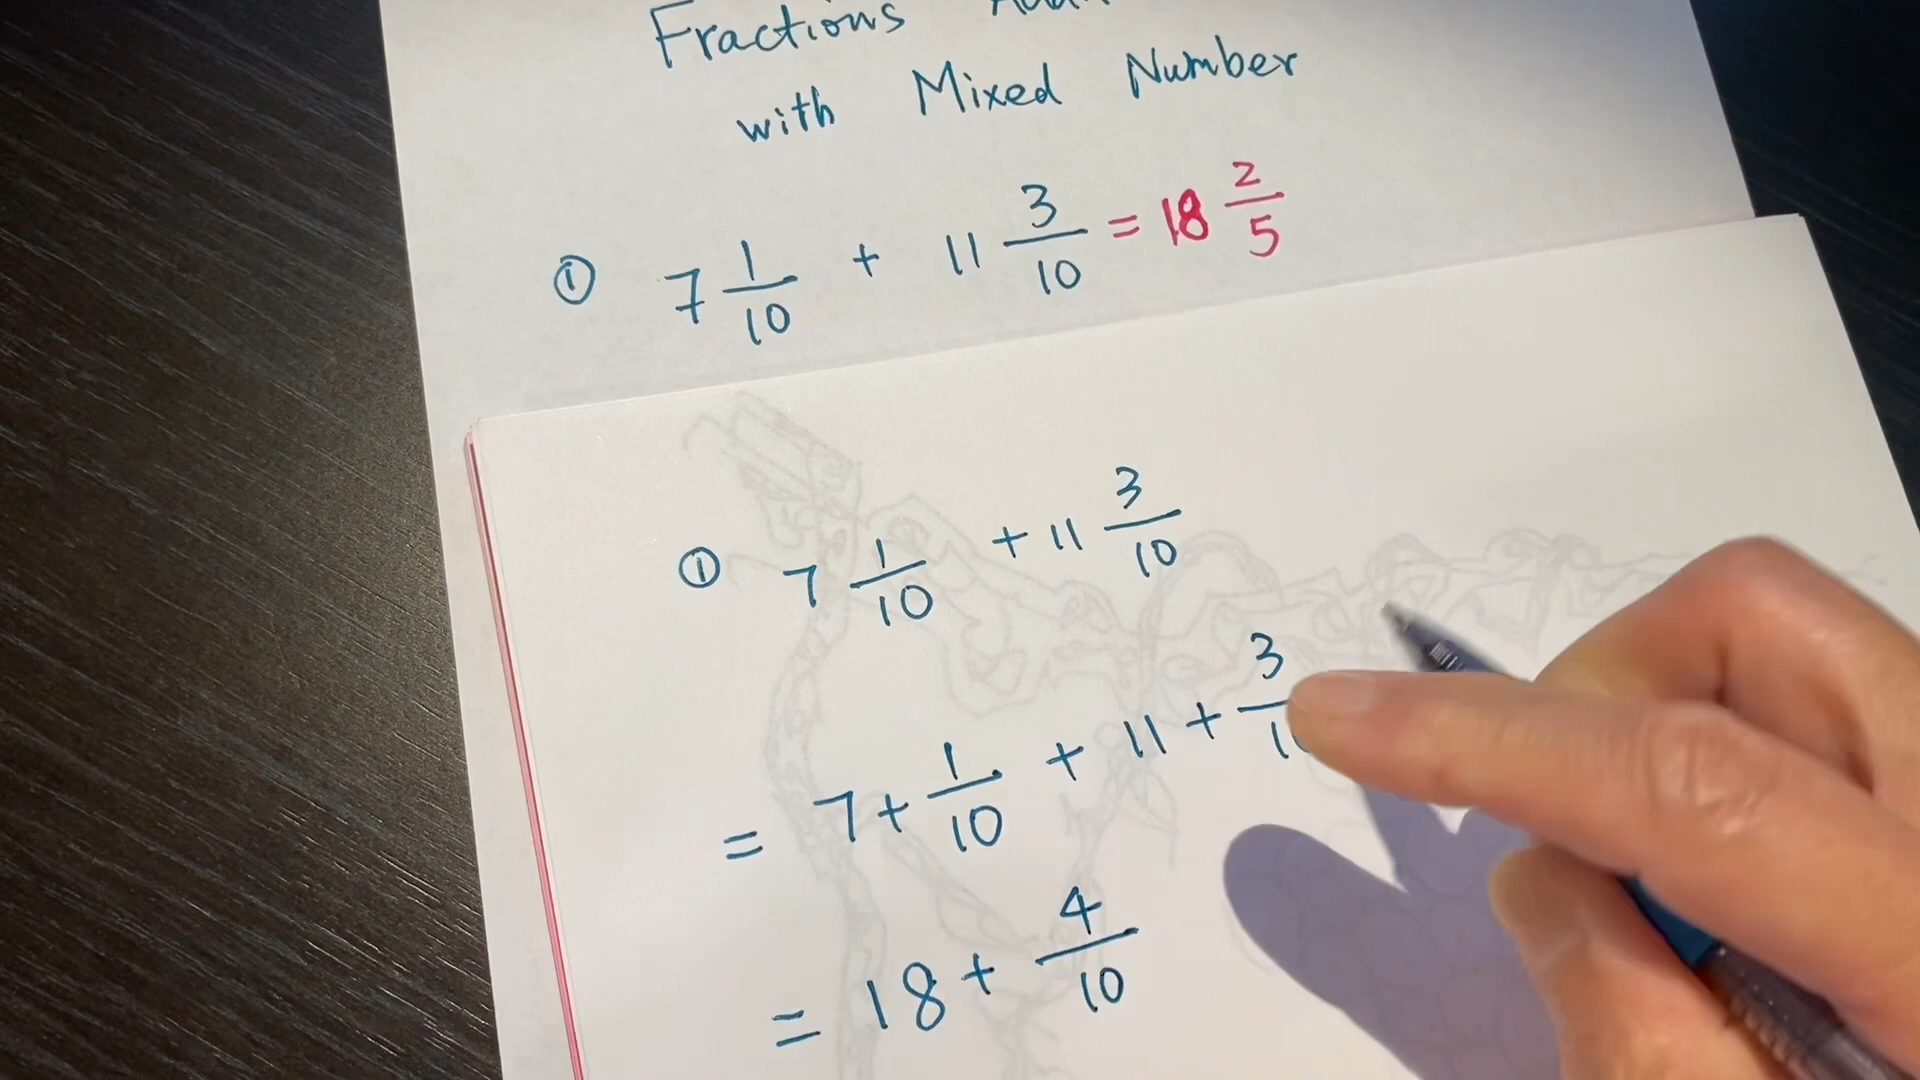 Fractions
with Mixed Number
① 7 1/10 + 11 3/10 = 18 2/5
① 7 1/10 + 11 3/10
= 7 + 1/10 + 11 + 3/
= 18 + 4/10